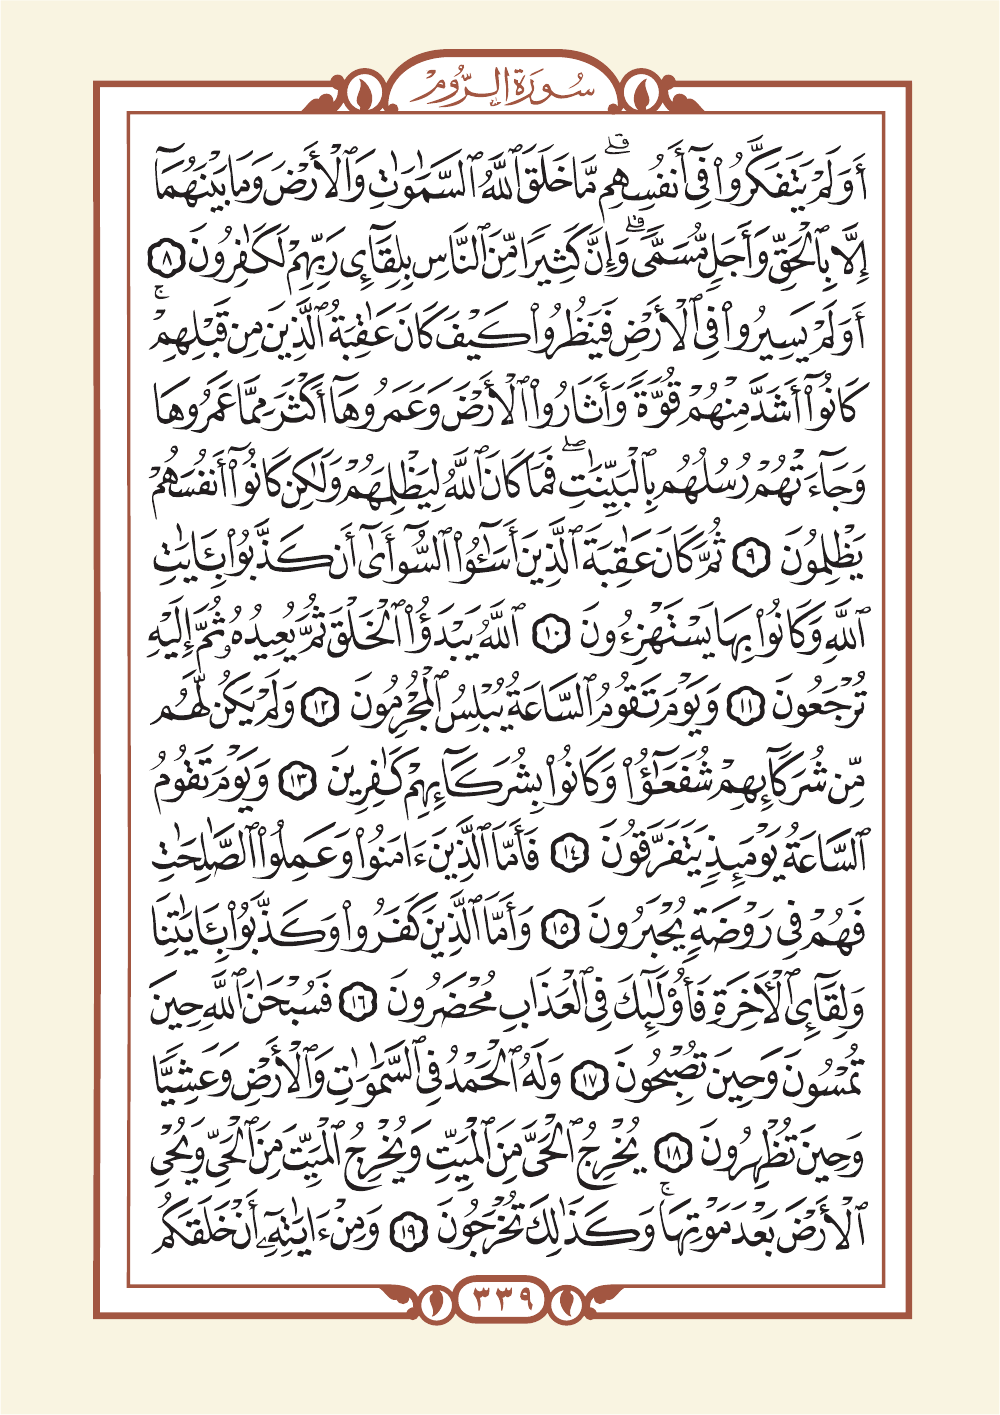 سُورَةُ الرُّومِ
أَوَلَمْ يَتَفَكَّرُوا۟ فِىٓ أَنفُسِهِم ۗ مَّا خَلَقَ ٱللَّهُ ٱلسَّمَٰوَٰتِ وَٱلْأَرْضَ وَمَا بَيْنَهُمَآ
إِلَّا بِٱلْحَقِّ وَأَجَلٍ مُّسَمًّى ۗ وَإِنَّ كَثِيرًا مِّنَ ٱلنَّاسِ بِلِقَآئِ رَبِّهِمْ لَكَٰفِرُونَ ٨
أَوَلَمْ يَسِيرُوا۟ فِى ٱلْأَرْضِ فَيَنظُرُوا۟ كَيْفَ كَانَ عَٰقِبَةُ ٱلَّذِينَ مِن قَبْلِهِمْ ۚ
كَانُوٓا۟ أَشَدَّ مِنْهُمْ قُوَّةً وَأَثَارُوا۟ ٱلْأَرْضَ وَعَمَرُوهَآ أَكْثَرَ مِمَّا عَمَرُوهَا
وَجَآءَتْهُمْ رُسُلُهُم بِٱلْبَيِّنَٰتِ ۖ فَمَا كَانَ ٱللَّهُ لِيَظْلِمَهُمْ وَلَٰكِن كَانُوٓا۟ أَنفُسَهُمْ
يَظْلِمُونَ ٩ ثُمَّ كَانَ عَٰقِبَةَ ٱلَّذِينَ أَسَٰٓـُٔوا۟ ٱلسُّوٓأَىٰٓ أَن كَذَّبُوا۟ بِـَٔايَٰتِ
ٱللَّهِ وَكَانُوا۟ بِهَا يَسْتَهْزِءُونَ ١٠ ٱللَّهُ يَبْدَؤُا۟ ٱلْخَلْقَ ثُمَّ يُعِيدُهُۥ ثُمَّ إِلَيْهِ
تُرْجَعُونَ ١١ وَيَوْمَ تَقُومُ ٱلسَّاعَةُ يُبْلِسُ ٱلْمُجْرِمُونَ ١٢ وَلَمْ يَكُن لَّهُم
مِّن شُرَكَآئِهِمْ شُفَعَٰٓؤُا۟ وَكَانُوا۟ بِشُرَكَآئِهِمْ كَٰفِرِينَ ١٣ وَيَوْمَ تَقُومُ
ٱلسَّاعَةُ يَوْمَئِذٍ يَتَفَرَّقُونَ ١٤ فَأَمَّا ٱلَّذِينَ ءَامَنُوا۟ وَعَمِلُوا۟ ٱلصَّٰلِحَٰتِ
فَهُمْ فِى رَوْضَةٍ يُحْبَرُونَ ١٥ وَأَمَّا ٱلَّذِينَ كَفَرُوا۟ وَكَذَّبُوا۟ بِـَٔايَٰتِنَا
وَلِقَآئِ ٱلْـَٔاخِرَةِ فَأُو۟لَٰٓئِكَ فِى ٱلْعَذَابِ مُحْضَرُونَ ١٦ فَسُبْحَٰنَ ٱللَّهِ حِينَ
تُمْسُونَ وَحِينَ تُصْبِحُونَ ١٧ وَلَهُ ٱلْحَمْدُ فِى ٱلسَّمَٰوَٰتِ وَٱلْأَرْضِ وَعَشِيًّا
وَحِينَ تُظْهِرُونَ ١٨ يُخْرِجُ ٱلْحَىَّ مِنَ ٱلْمَيِّتِ وَيُخْرِجُ ٱلْمَيِّتَ مِنَ ٱلْحَىِّ وَيُحْىِ
ٱلْأَرْضَ بَعْدَ مَوْتِهَا ۚ وَكَذَٰلِكَ تُخْرَجُونَ ١٩ وَمِنْ ءَايَٰتِهِۦٓ أَنْ خَلَقَكُم
٣٣٩